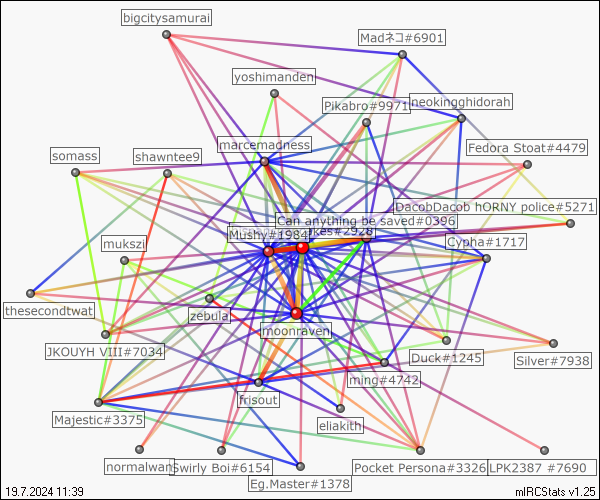 bigcitysamurai
Madネコ#6901
yoshimanden
Pikabro#9971
neokingghidorah
marcemadness
Fedora Stoat#4479
somass
shawntee9
DacobDacob hORNY police#5271
Can anything be saved#0396
Mushy#1984
kes#2928
Cypha#1717
mukszi
thesecondtwat
zebula
moonraven
JKOUYH VIII#7034
Duck#1245
Silver#7938
ming#4742
frisout
Majestic#3375
eliakith
normalwan
Swirly Boi#6154
Pocket Persona#3326
LPK2387 #7690
Eg.Master#1378
19.7.2024 11:39
mIRCStats v1.25